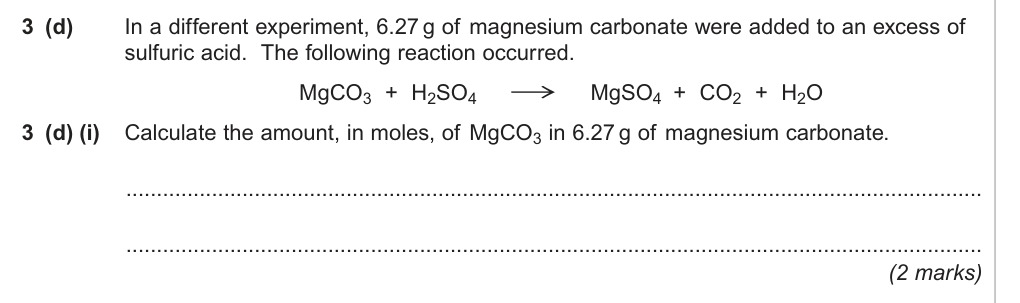 3 (d) In a different experiment, 6.27 g of magnesium carbonate were added to an excess of
sulfuric acid. The following reaction occurred.
MgCO₃ + H₂SO₄ ⟶ MgSO₄ + CO₂ + H₂O
3 (d) (i) Calculate the amount, in moles, of MgCO₃ in 6.27 g of magnesium carbonate.
(2 marks)